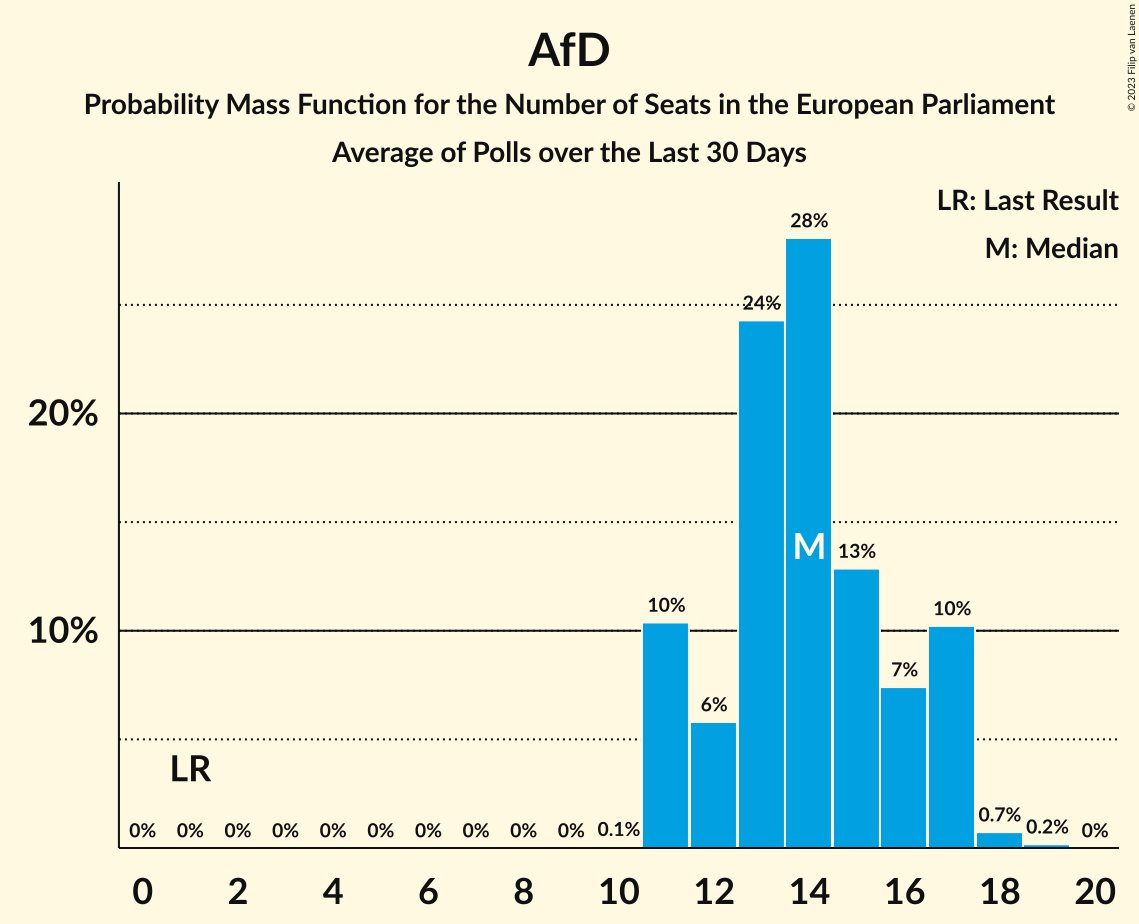 AfD
Probability Mass Function for the Number of Seats in the European Parliament
Average of Polls over the Last 30 Days
© 2023 Filip van Laenen
LR: Last Result
M: Median
28%
24%
20%
M
13%
10%
10%
10%
7%
6%
LR
0% 0% 0% 0% 0% 0% 0% 0% 0% 0% 0.1% 0.7% 0.2% 0%
0 2 4 6 8 10 12 14 16 18 20